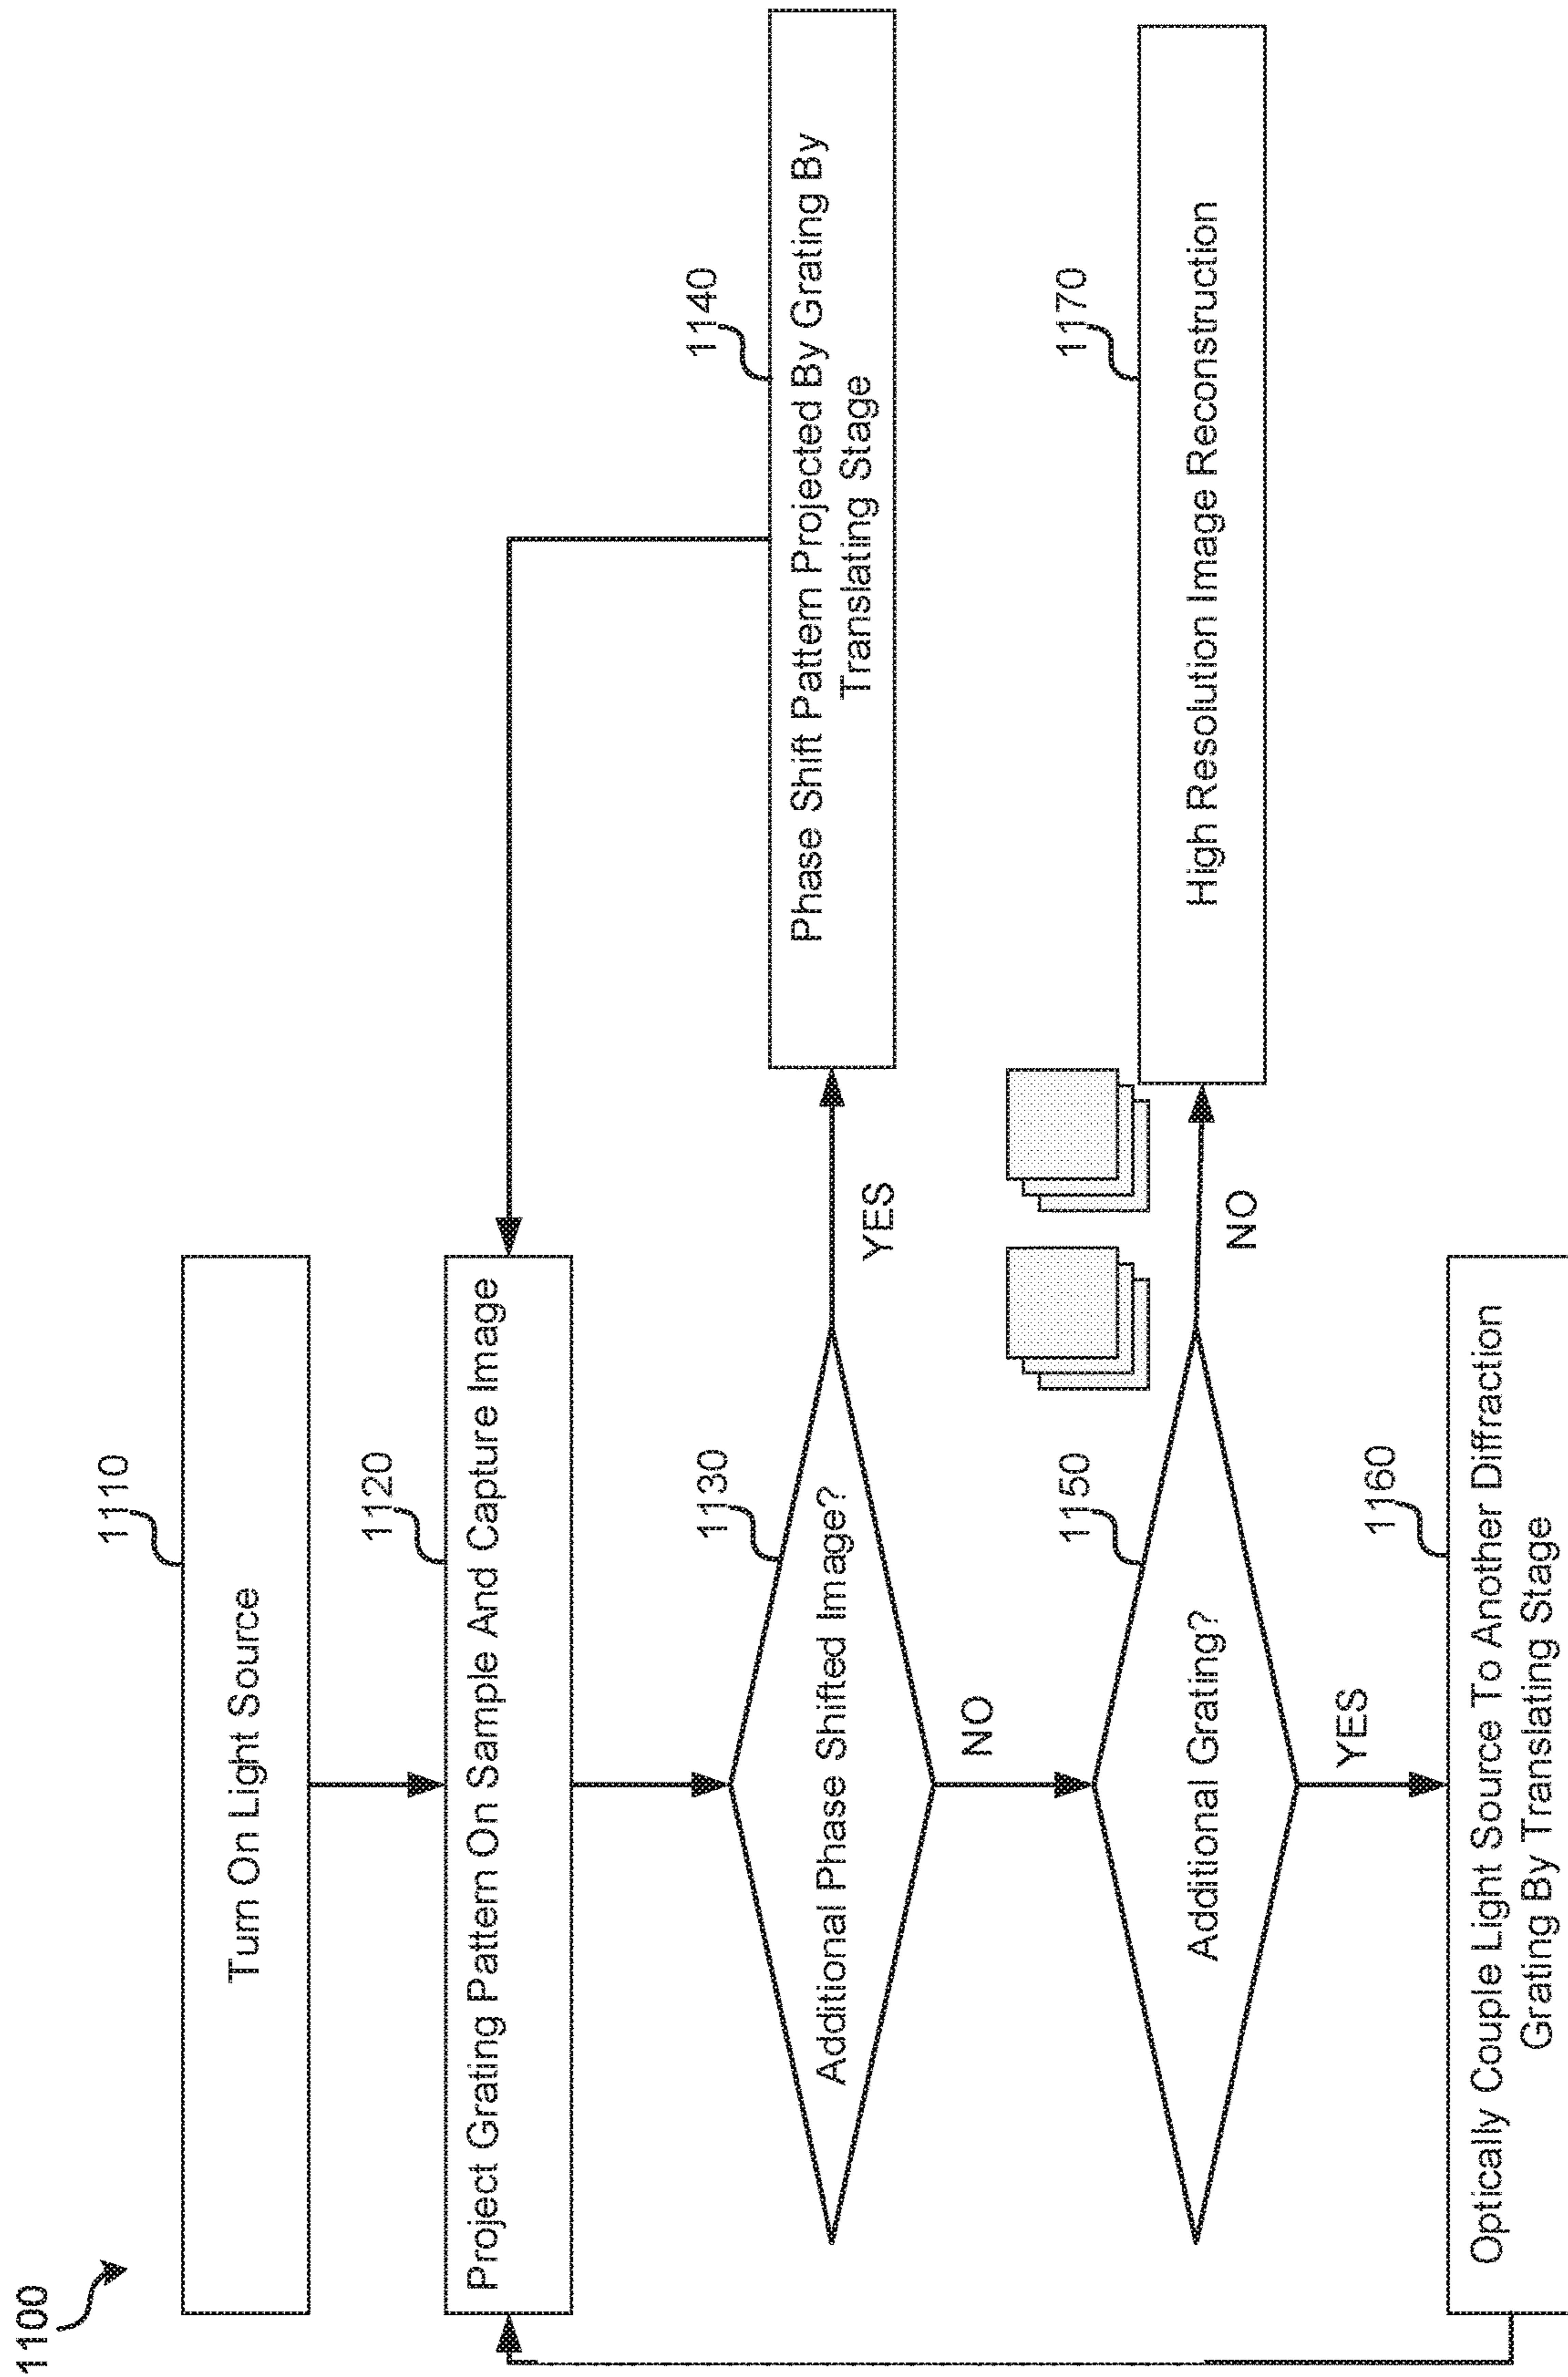 1100
1110
Turn On Light Source
1120
Project Grating Pattern On Sample And Capture Image
1130
Additional Phase Shifted Image?
YES
1140
Phase Shift Pattern Projected By Grating By
Translating Stage
NO
1150
Additional Grating?
NO
1170
High Resolution Image Reconstruction
YES
1160
Optically Couple Light Source To Another Diffraction
Grating By Translating Stage